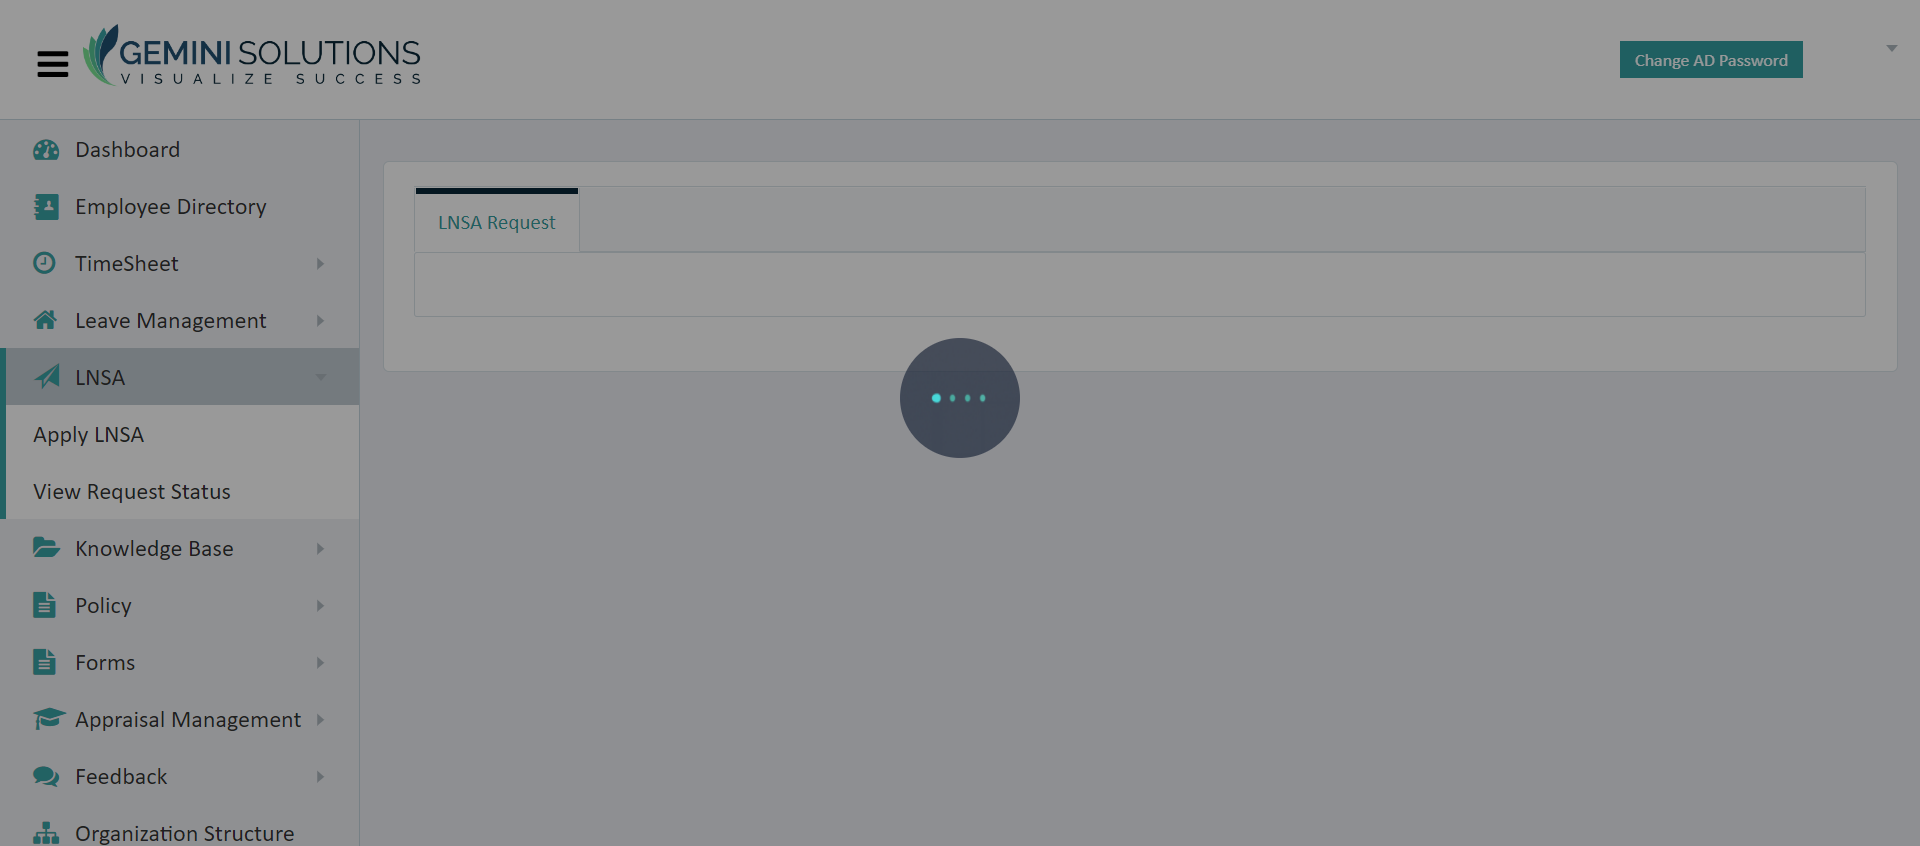 GEMINI SOLUTIONS
VISUALIZE SUCCESS
Change AD Password
Dashboard
Employee Directory
TimeSheet
Leave Management
LNSA
Apply LNSA
View Request Status
Knowledge Base
Policy
Forms
Appraisal Management
Feedback
Organization Structure
LNSA Request